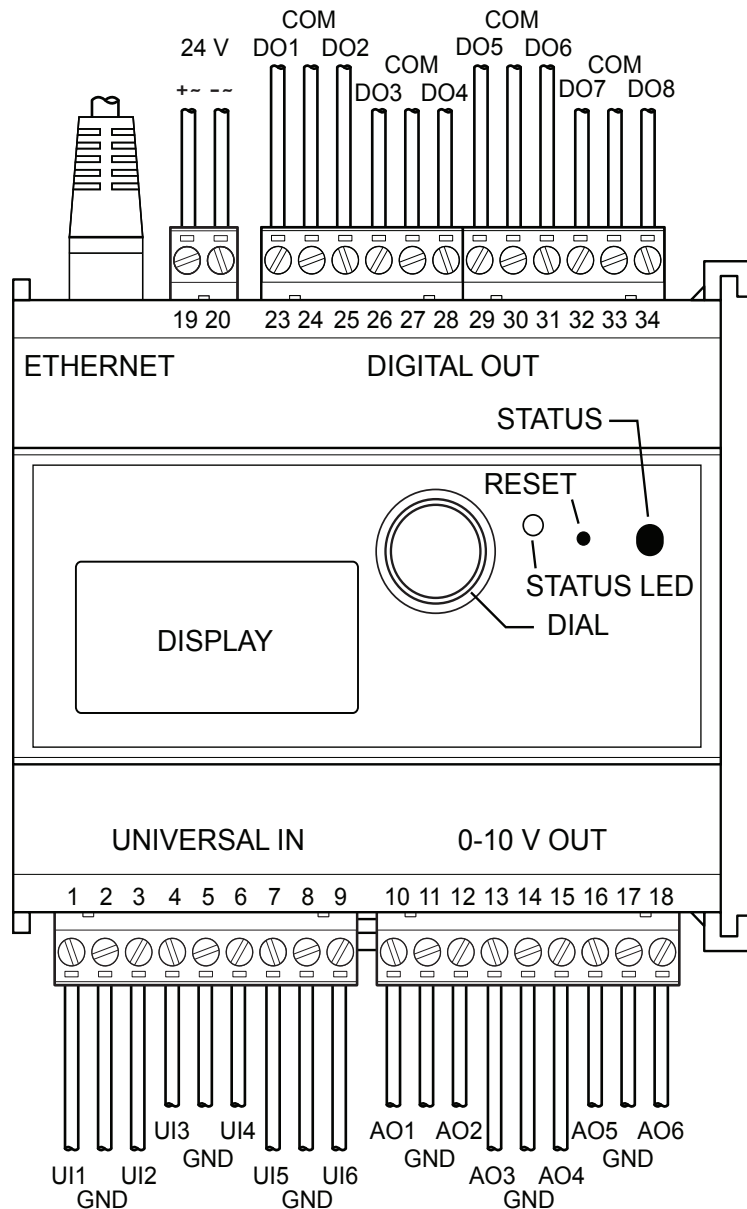 COM COM
24 V DO1 DO2 DO5 DO6
COM COM
+~ -~ DO3 DO4 DO7 DO8
19 20 23 24 25 26 27 28 29 30 31 32 33 34
ETHERNET DIGITAL OUT
STATUS
RESET
STATUS LED
DIAL
DISPLAY
UNIVERSAL IN 0-10 V OUT
1 2 3 4 5 6 7 8 9 10 11 12 13 14 15 16 17 18
UI3 UI4 AO1 AO2 AO5 AO6
GND GND GND
UI1 UI2 UI5 UI6 AO3 AO4
GND GND GND